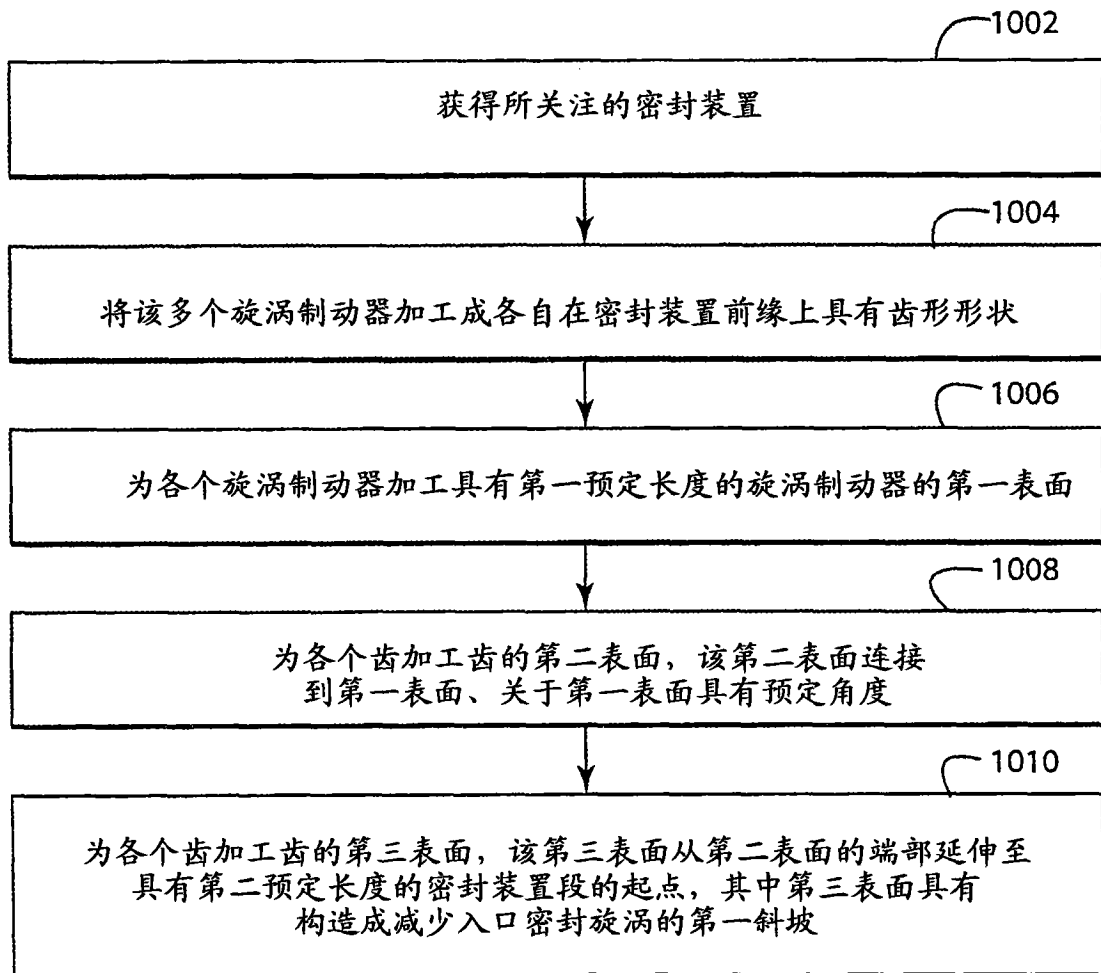 1002
获得所关注的密封装置
1004
将该多个旋涡制动器加工成各自在密封装置前缘上具有齿形形状
1006
为各个旋涡制动器加工具有第一预定长度的旋涡制动器的第一表面
1008
为各个齿加工齿的第二表面，该第二表面连接
到第一表面、关于第一表面具有预定角度
1010
为各个齿加工齿的第三表面，该第三表面从第二表面的端部延伸至
具有第二预定长度的密封装置段的起点，其中第三表面具有
构造成减少入口密封旋涡的第一斜坡